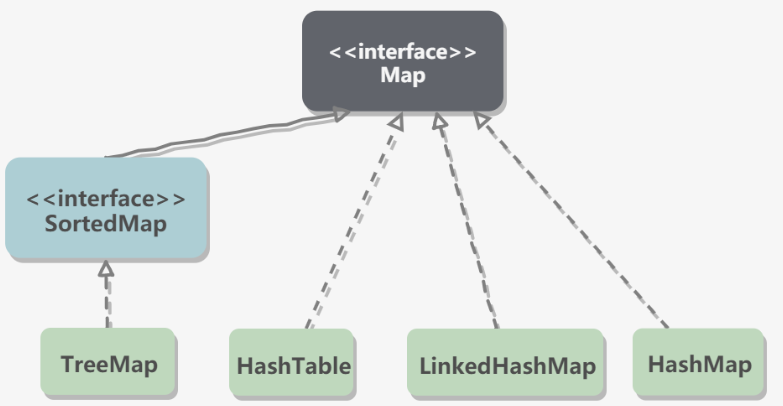 <<interface>>
Map
<<interface>>
SortedMap
TreeMap
HashTable
LinkedHashMap
HashMap